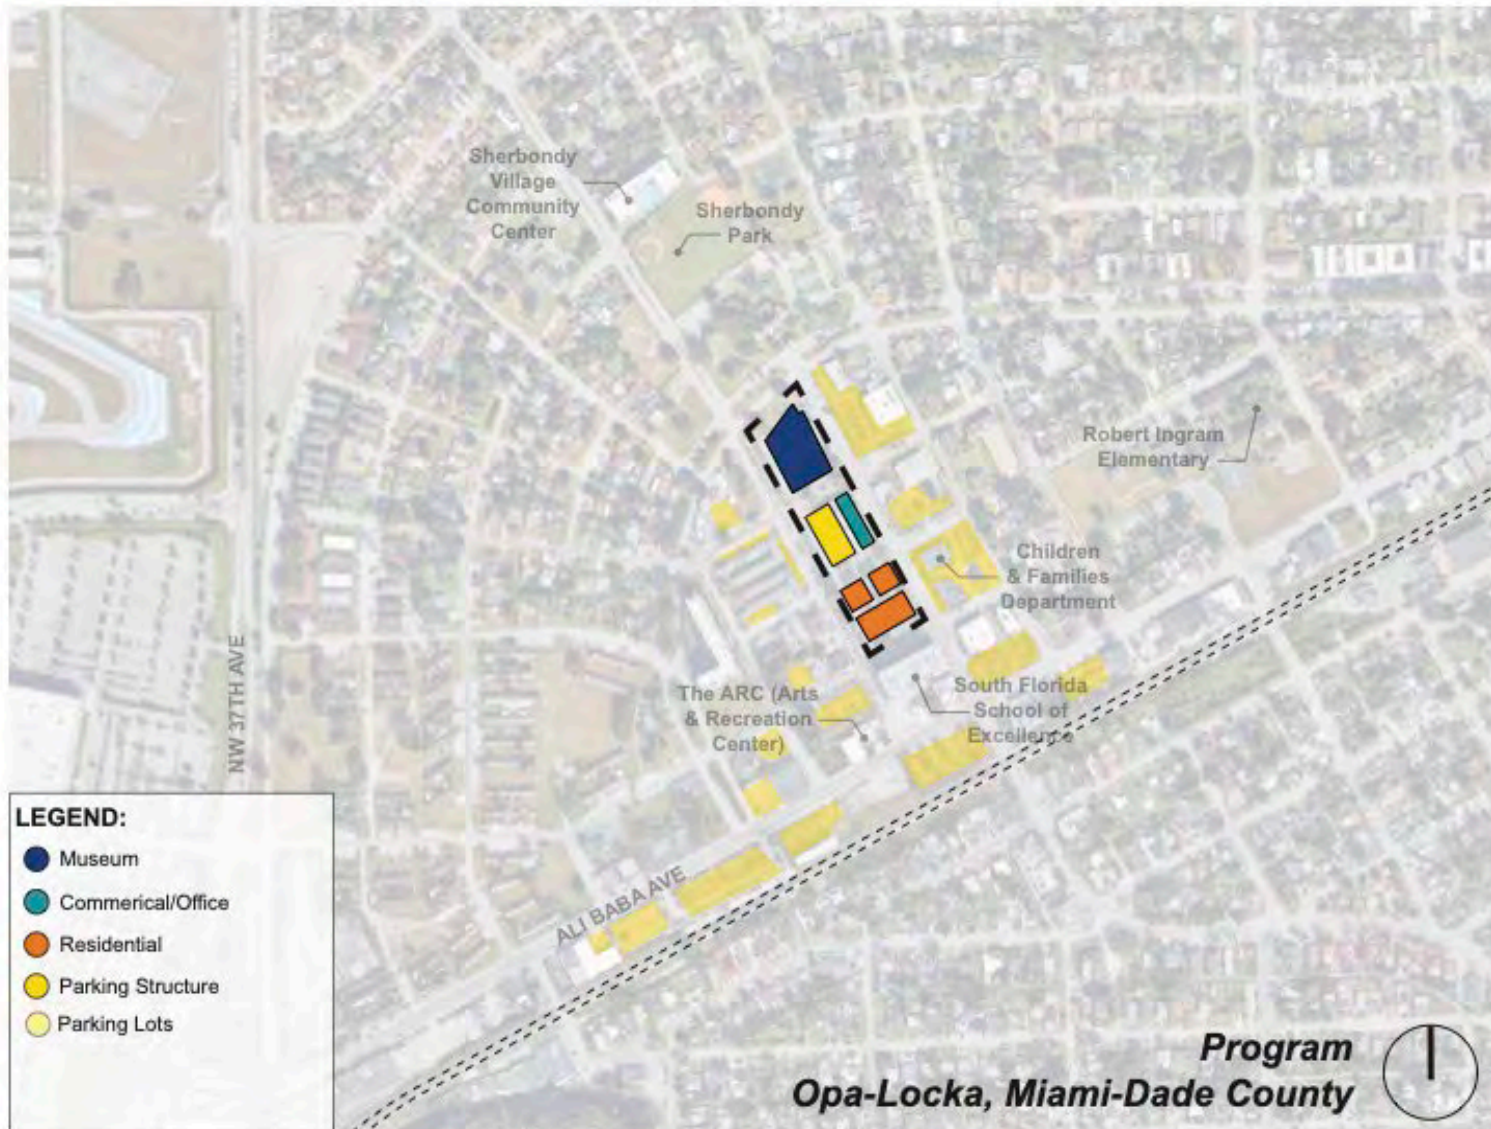 Sherbondy
Village
Community
Center
Sherbondy
Park
Robert Ingram
Elementary
Children
& Families
Department
NW 37TH AVE
The ARC (Arts
& Recreation
Center)
South Florida
School of
Excellence
ALI BABA AVE
LEGEND:
Museum
Commerical/Office
Residential
Parking Structure
Parking Lots
Program
Opa-Locka, Miami-Dade County